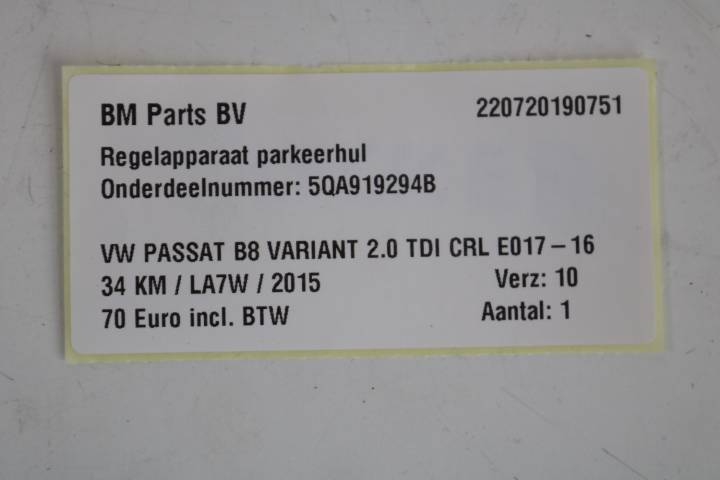 BM Parts BV 220720190751
Regelapparaat parkeerhul
Onderdeelnummer: 5QA919294B
VW PASSAT B8 VARIANT 2.0 TDI CRL E017-16
34 KM / LA7W / 2015 Verz: 10
70 Euro incl. BTW Aantal: 1